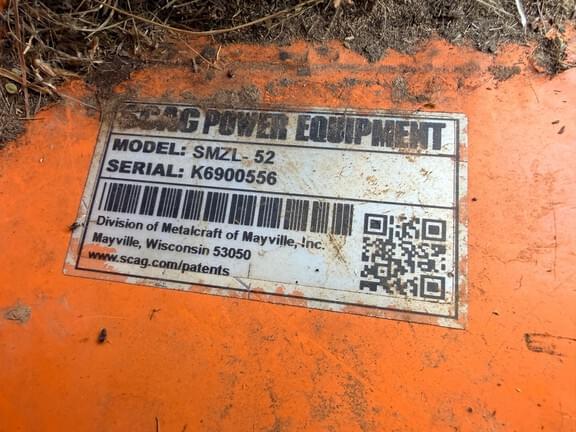 SCAG POWER EQUIPMENT
MODEL: SMZL- 52
SERIAL: K6900556
Division of Metalcraft of Mayville, Inc.
Mayville, Wisconsin 53050
www.scag.com/patents